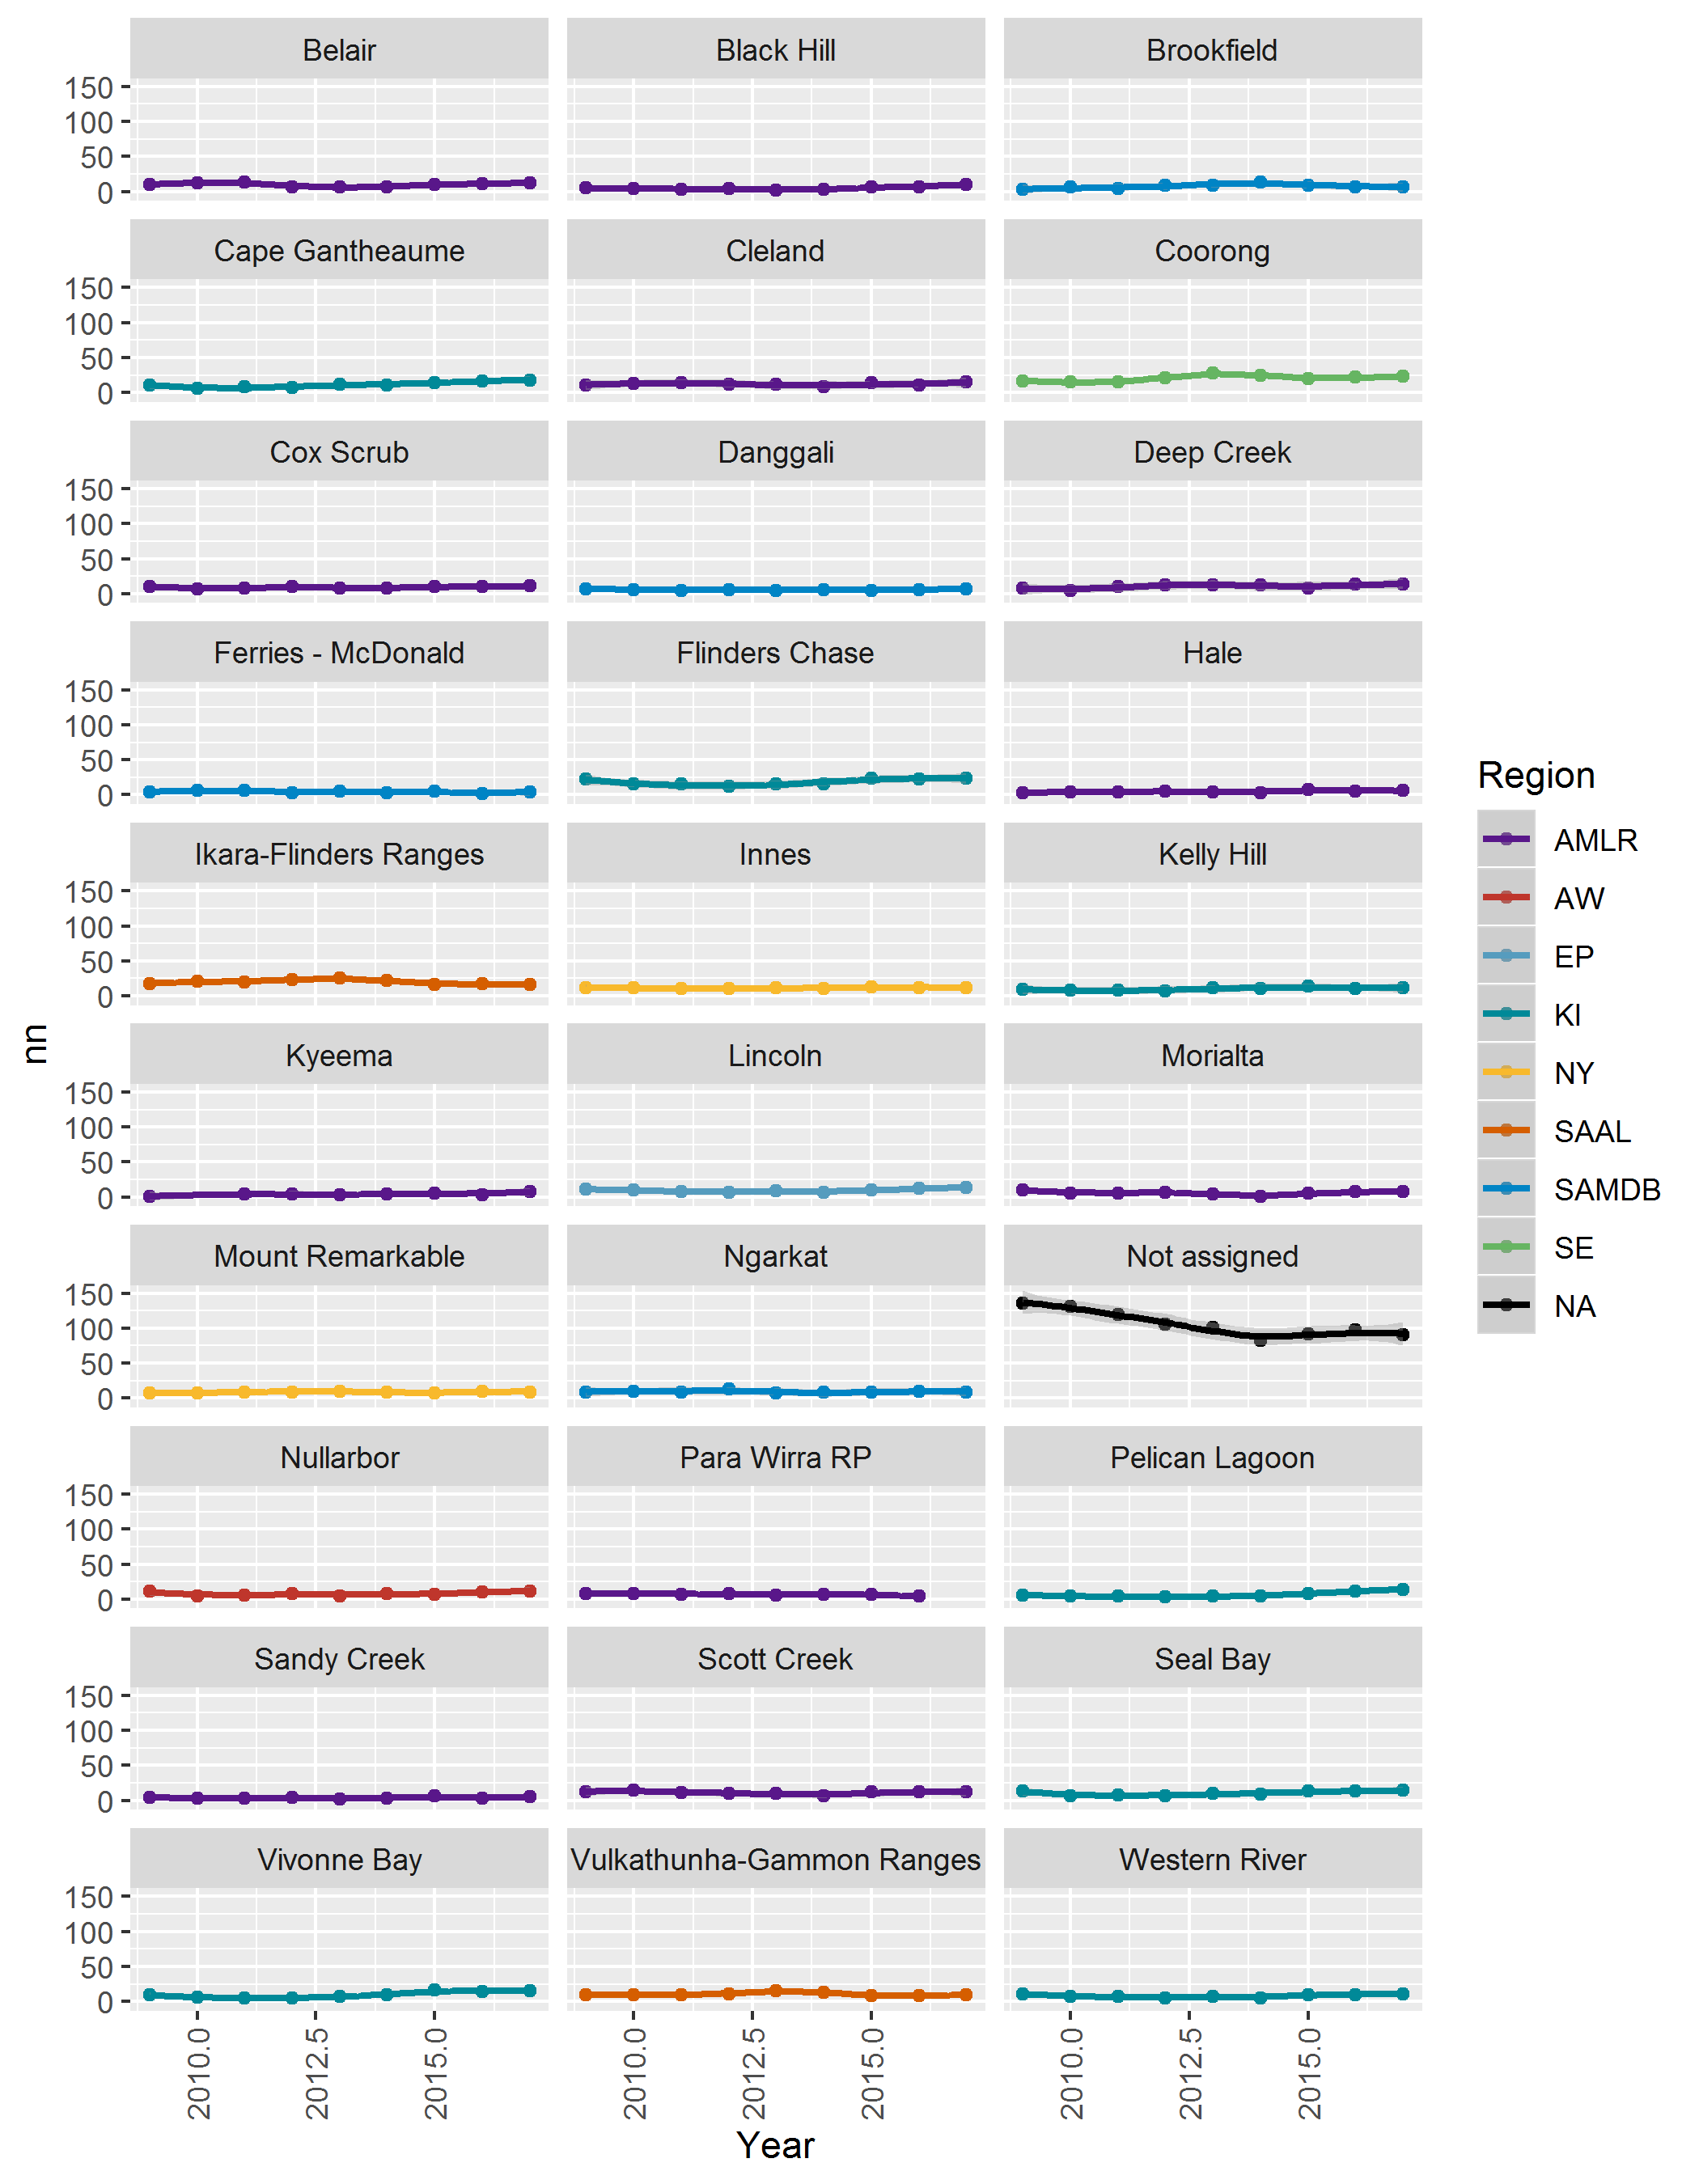 Belair Black Hill Brookfield
150
100
50
0
Cape Gantheaume Cleland Coorong
150
100
50
0
Cox Scrub Danggali Deep Creek
150
100
50
0
Ferries - McDonald Flinders Chase Hale
150
100
50
0
Ikara-Flinders Ranges Innes Kelly Hill
150
100
50
0
Kyeema Lincoln Morialta
150
100
50
0
Mount Remarkable Ngarkat Not assigned
150
100
50
0
Nullarbor Para Wirra RP Pelican Lagoon
150
100
50
0
Sandy Creek Scott Creek Seal Bay
150
100
50
0
Vivonne Bay Vulkathunha-Gammon Ranges Western River
150
100
50
0
2010.0 2012.5 2015.0 2010.0 2012.5 2015.0 2010.0 2012.5 2015.0
Year
nn
Region
AMLR
AW
EP
KI
NY
SAAL
SAMDB
SE
NA